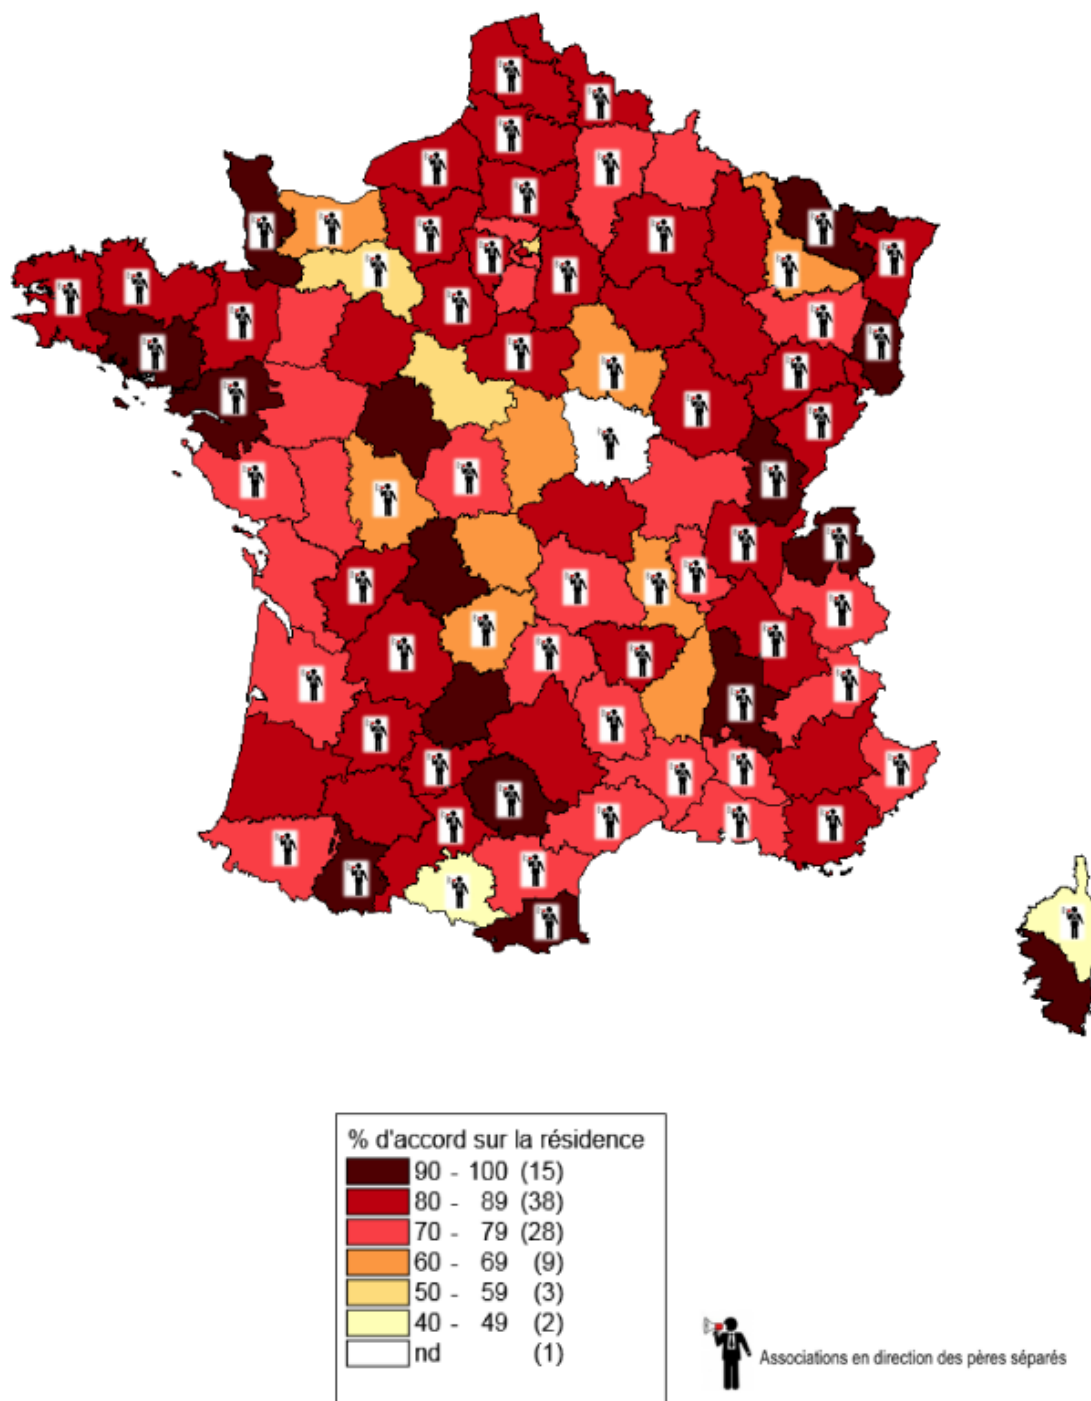 % d'accord sur la résidence
90 - 100 (15)
80 - 89 (38)
70 - 79 (28)
60 - 69 (9)
50 - 59 (3)
40 - 49 (2)
nd (1)
Associations en direction des pères séparés